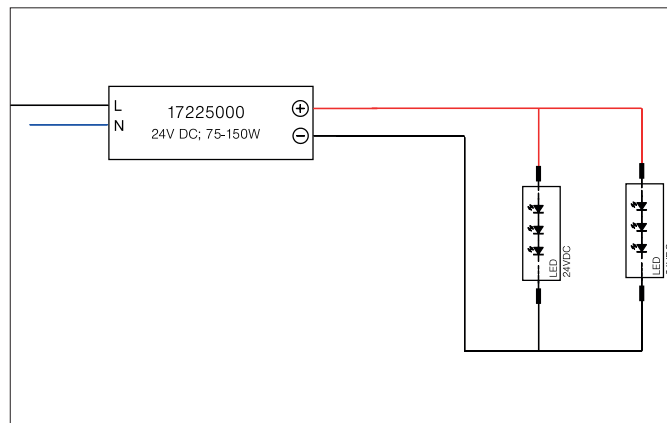 L
17225000
+
N
24V DC; 75-150W
−
LED
24VDC
LED